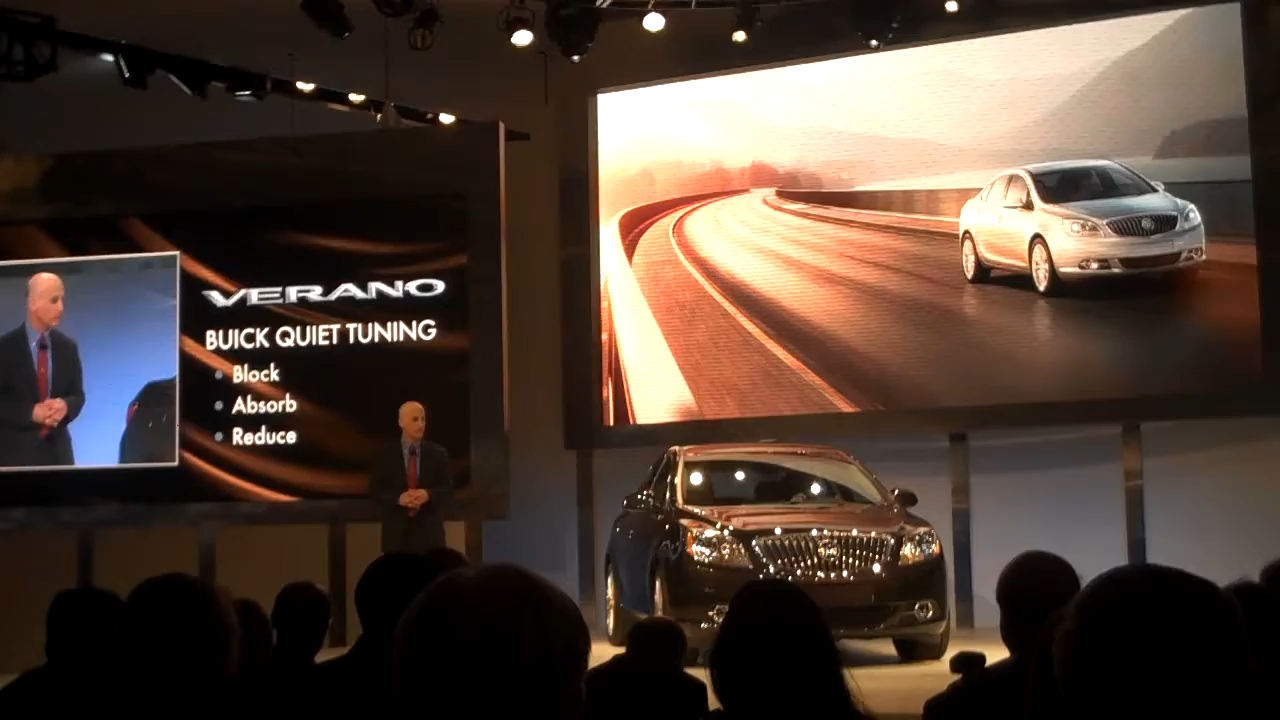 VERANO
BUICK QUIET TUNING
• Block
• Absorb
• Reduce